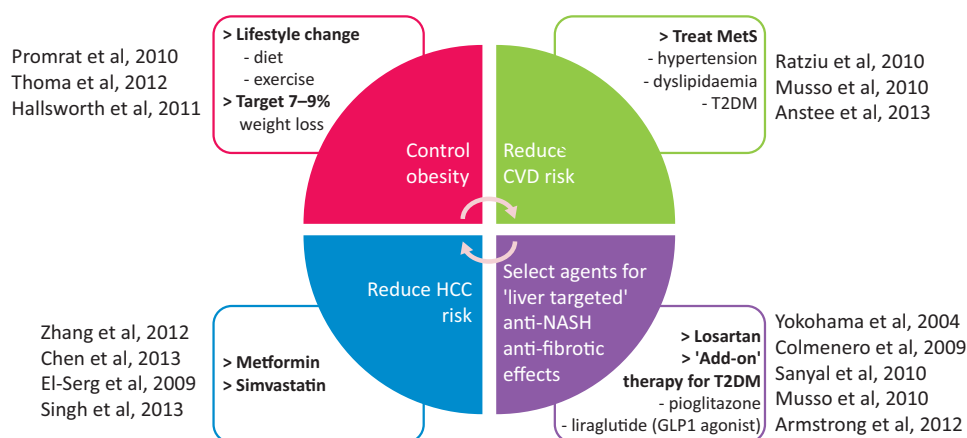 Promrat et al, 2010
Thoma et al, 2012
Hallsworth et al, 2011
> Lifestyle change
- diet
- exercise
> Target 7–9%
weight loss
Control
obesity
Reduce
CVD risk
> Treat MetS
- hypertension
- dyslipidaemia
- T2DM
Ratziu et al, 2010
Musso et al, 2010
Anstee et al, 2013
Zhang et al, 2012
Chen et al, 2013
El-Serg et al, 2009
Singh et al, 2013
> Metformin
> Simvastatin
Reduce HCC
risk
Select agents for
'liver targeted'
anti-NASH
anti-fibrotic
effects
> Losartan
> 'Add-on'
therapy for T2DM
- pioglitazone
- liraglutide (GLP1 agonist)
Yokohama et al, 2004
Colmenero et al, 2009
Sanyal et al, 2010
Musso et al, 2010
Armstrong et al, 2012